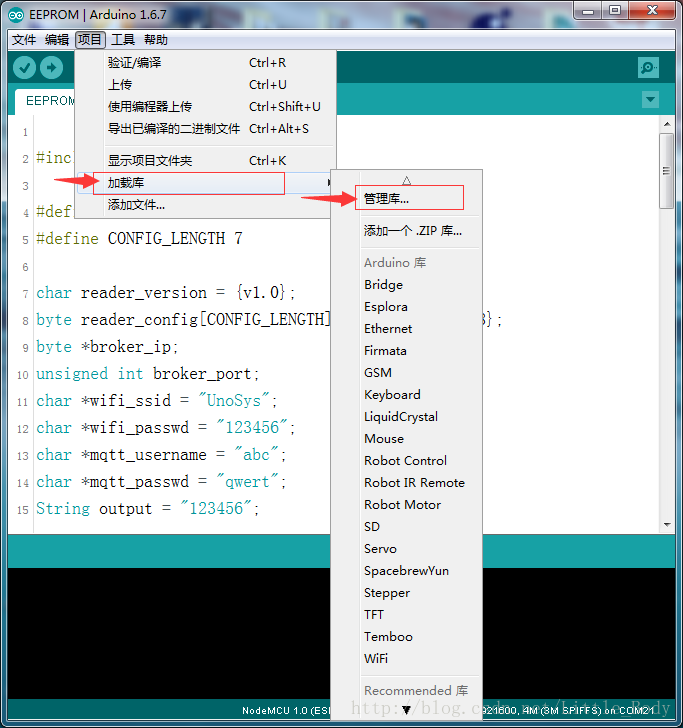 EEPROM | Arduino 1.6.7
文件 编辑 项目 工具 帮助
验证/编译 Ctrl+R
上传 Ctrl+U
使用编程器上传 Ctrl+Shift+U
导出已编译的二进制文件 Ctrl+Alt+S
显示项目文件夹 Ctrl+K
加载库
添加文件...
管理库...
添加一个 .ZIP 库...
Arduino 库
Bridge
Esplora
Ethernet
Firmata
GSM
Keyboard
LiquidCrystal
Mouse
Robot Control
Robot IR Remote
Robot Motor
SD
Servo
SpacebrewYun
Stepper
TFT
Temboo
WiFi
Recommended 库
EEPROM
1
2 #incl
3
4 #def
5 #define CONFIG_LENGTH 7
6
7 char reader_version = {v1.0};
8 byte reader_config[CONFIG_LENGTH] };
9 byte *broker_ip;
10 unsigned int broker_port;
11 char *wifi_ssid = "UnoSys";
12 char *wifi_passwd = "123456";
13 char *mqtt_username = "abc";
14 char *mqtt_passwd = "qwert";
15 String output = "123456";
NodeMCU 1.0 (ES 921600, 4M (3M SPIFFS) on COM21
http://blog.csdn.net/Little_Rody